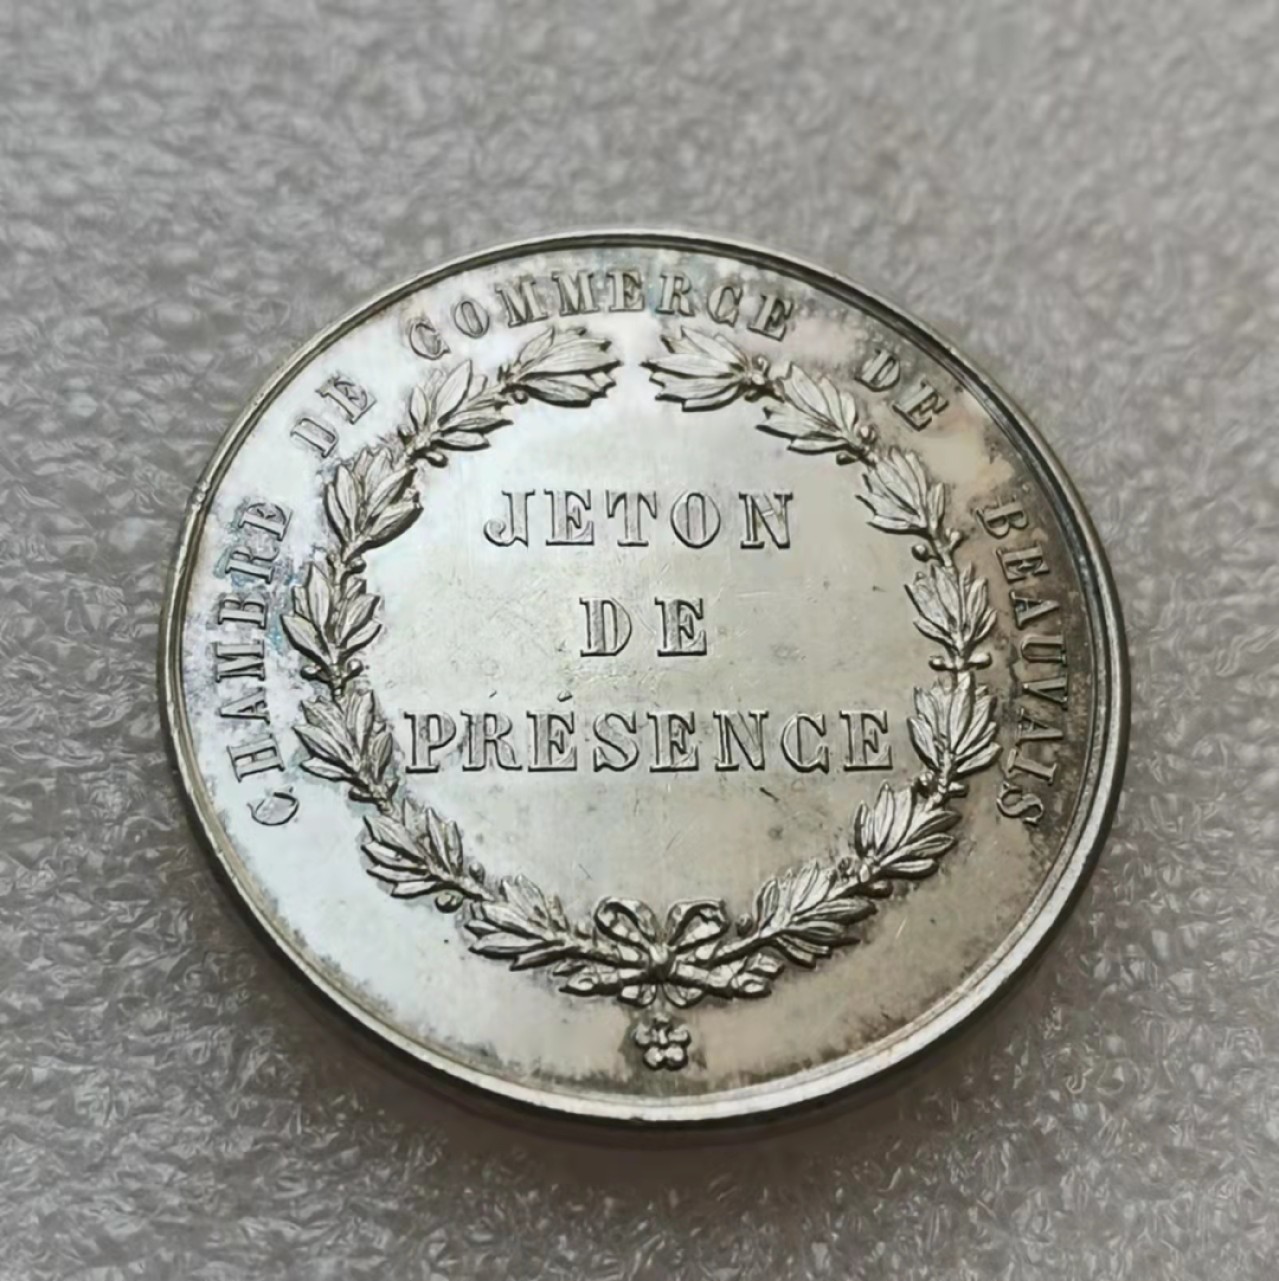 CHAMBRE DE COMMERCE DE BEAUVAIS
JETON
DE
PRÉSENCE